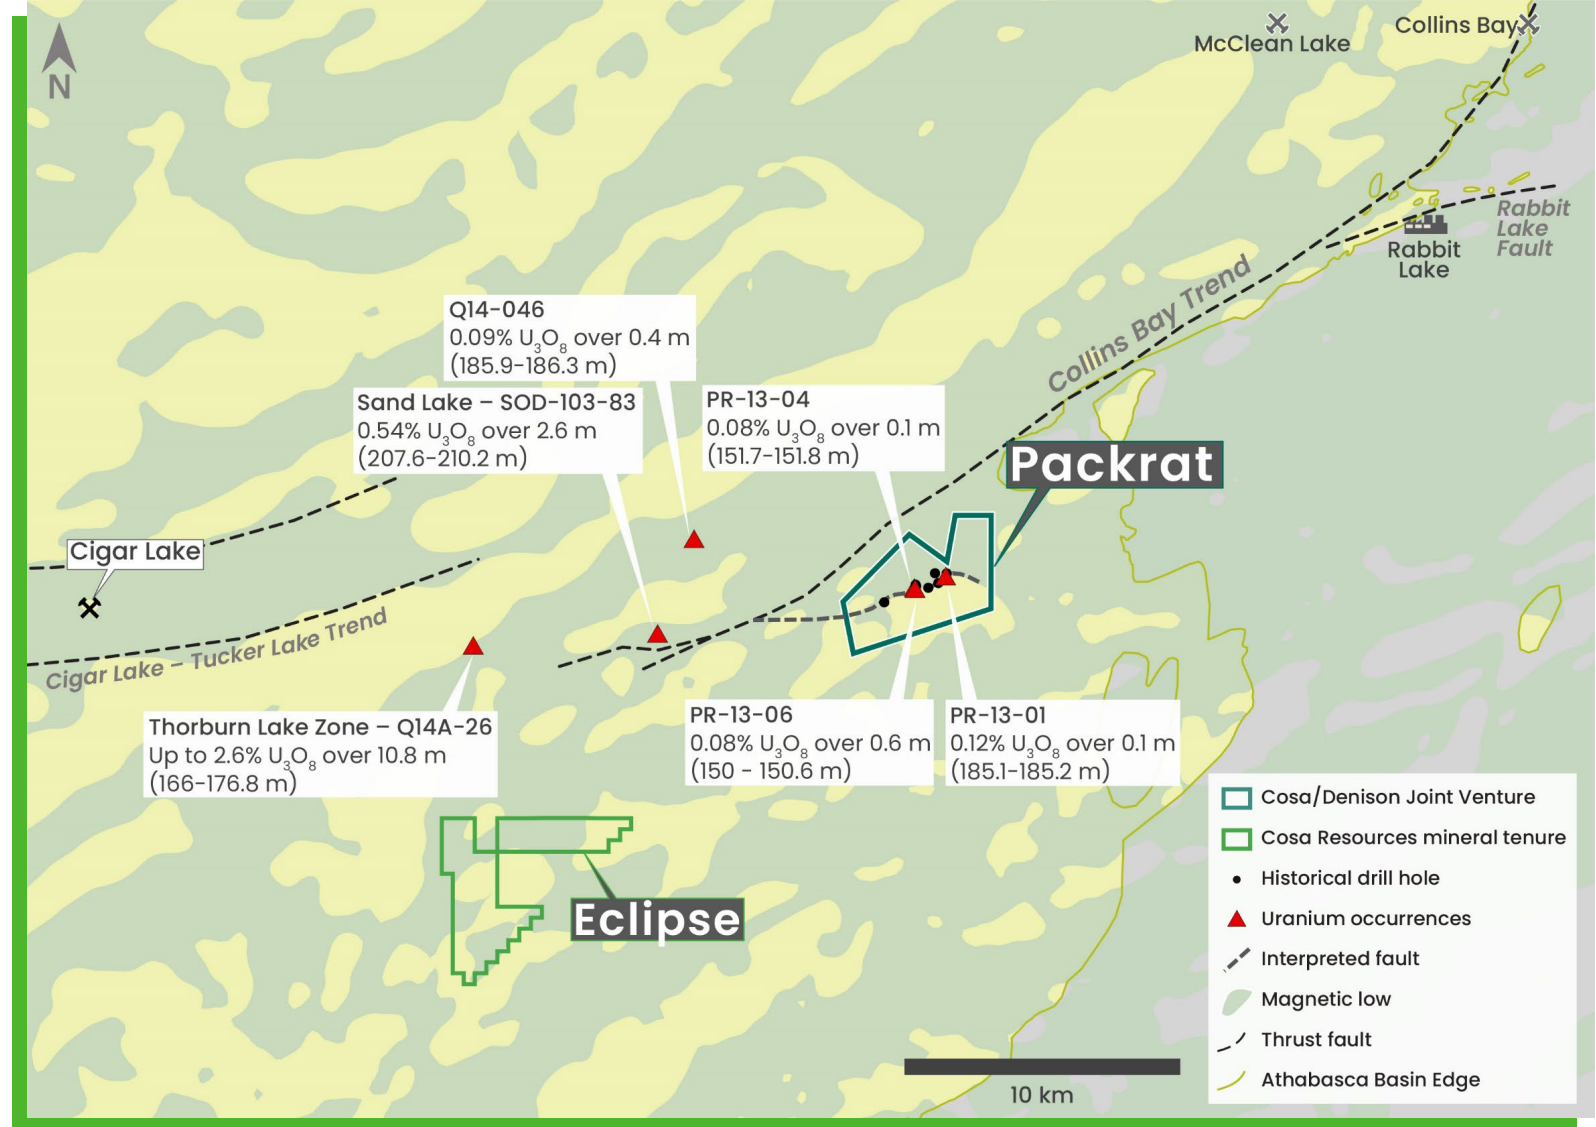 N
McClean Lake
Collins Bay
Rabbit
Lake
Fault
Rabbit
Lake
Collins Bay Trend
Q14-046
0.09% U₃O₈ over 0.4 m
(185.9-186.3 m)
Sand Lake – SOD-103-83
0.54% U₃O₈ over 2.6 m
(207.6-210.2 m)
PR-13-04
0.08% U₃O₈ over 0.1 m
(151.7-151.8 m)
Packrat
Cigar Lake
Cigar Lake – Tucker Lake Trend
Thorburn Lake Zone – Q14A-26
Up to 2.6% U₃O₈ over 10.8 m
(166-176.8 m)
PR-13-06
0.08% U₃O₈ over 0.6 m
(150 - 150.6 m)
PR-13-01
0.12% U₃O₈ over 0.1 m
(185.1-185.2 m)
Eclipse
Cosa/Denison Joint Venture
Cosa Resources mineral tenure
Historical drill hole
Uranium occurrences
Interpreted fault
Magnetic low
Thrust fault
Athabasca Basin Edge
10 km